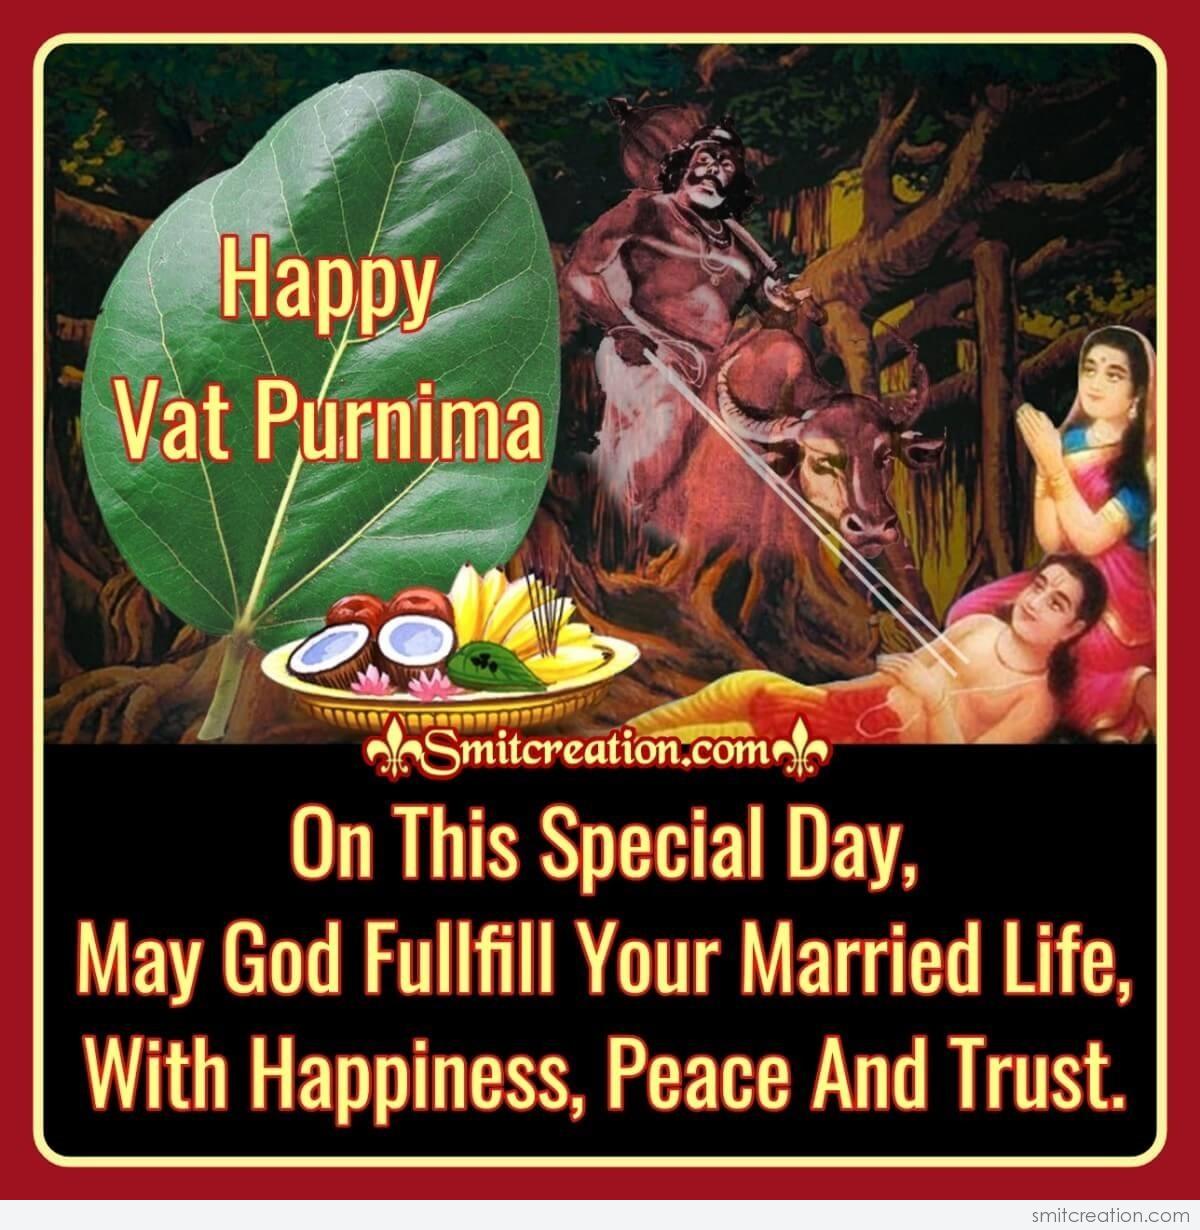 Happy
Vat Purnima
Smitcreation.com
On This Special Day,
May God Fullfill Your Married Life,
With Happiness, Peace And Trust.
smitcreation.com